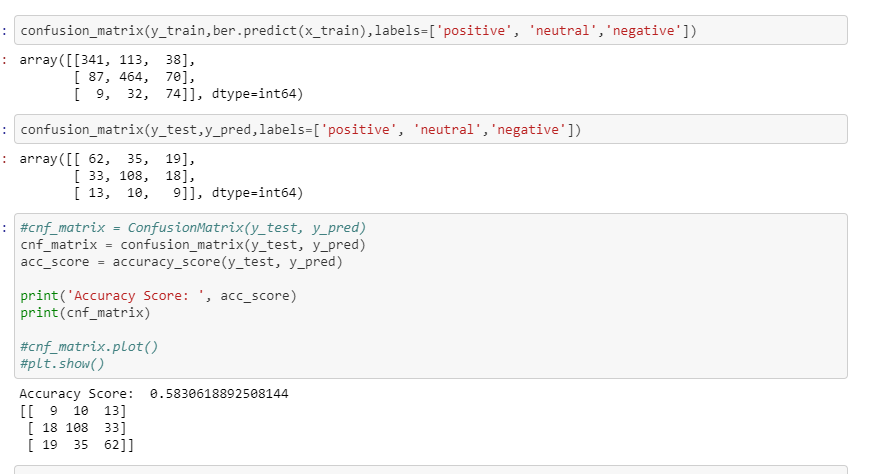 : confusion_matrix(y_train,ber.predict(x_train),labels=['positive', 'neutral','negative'])
: array([[341, 113,  38],
       [ 87, 464,  70],
       [  9,  32,  74]], dtype=int64)
: confusion_matrix(y_test,y_pred,labels=['positive', 'neutral','negative'])
: array([[ 62,  35,  19],
       [ 33, 108,  18],
       [ 13,  10,   9]], dtype=int64)
: #cnf_matrix = ConfusionMatrix(y_test, y_pred)
cnf_matrix = confusion_matrix(y_test, y_pred)
acc_score = accuracy_score(y_test, y_pred)
print('Accuracy Score: ', acc_score)
print(cnf_matrix)
#cnf_matrix.plot()
#plt.show()
Accuracy Score:  0.5830618892508144
[[  9  10  13]
 [ 18 108  33]
 [ 19  35  62]]